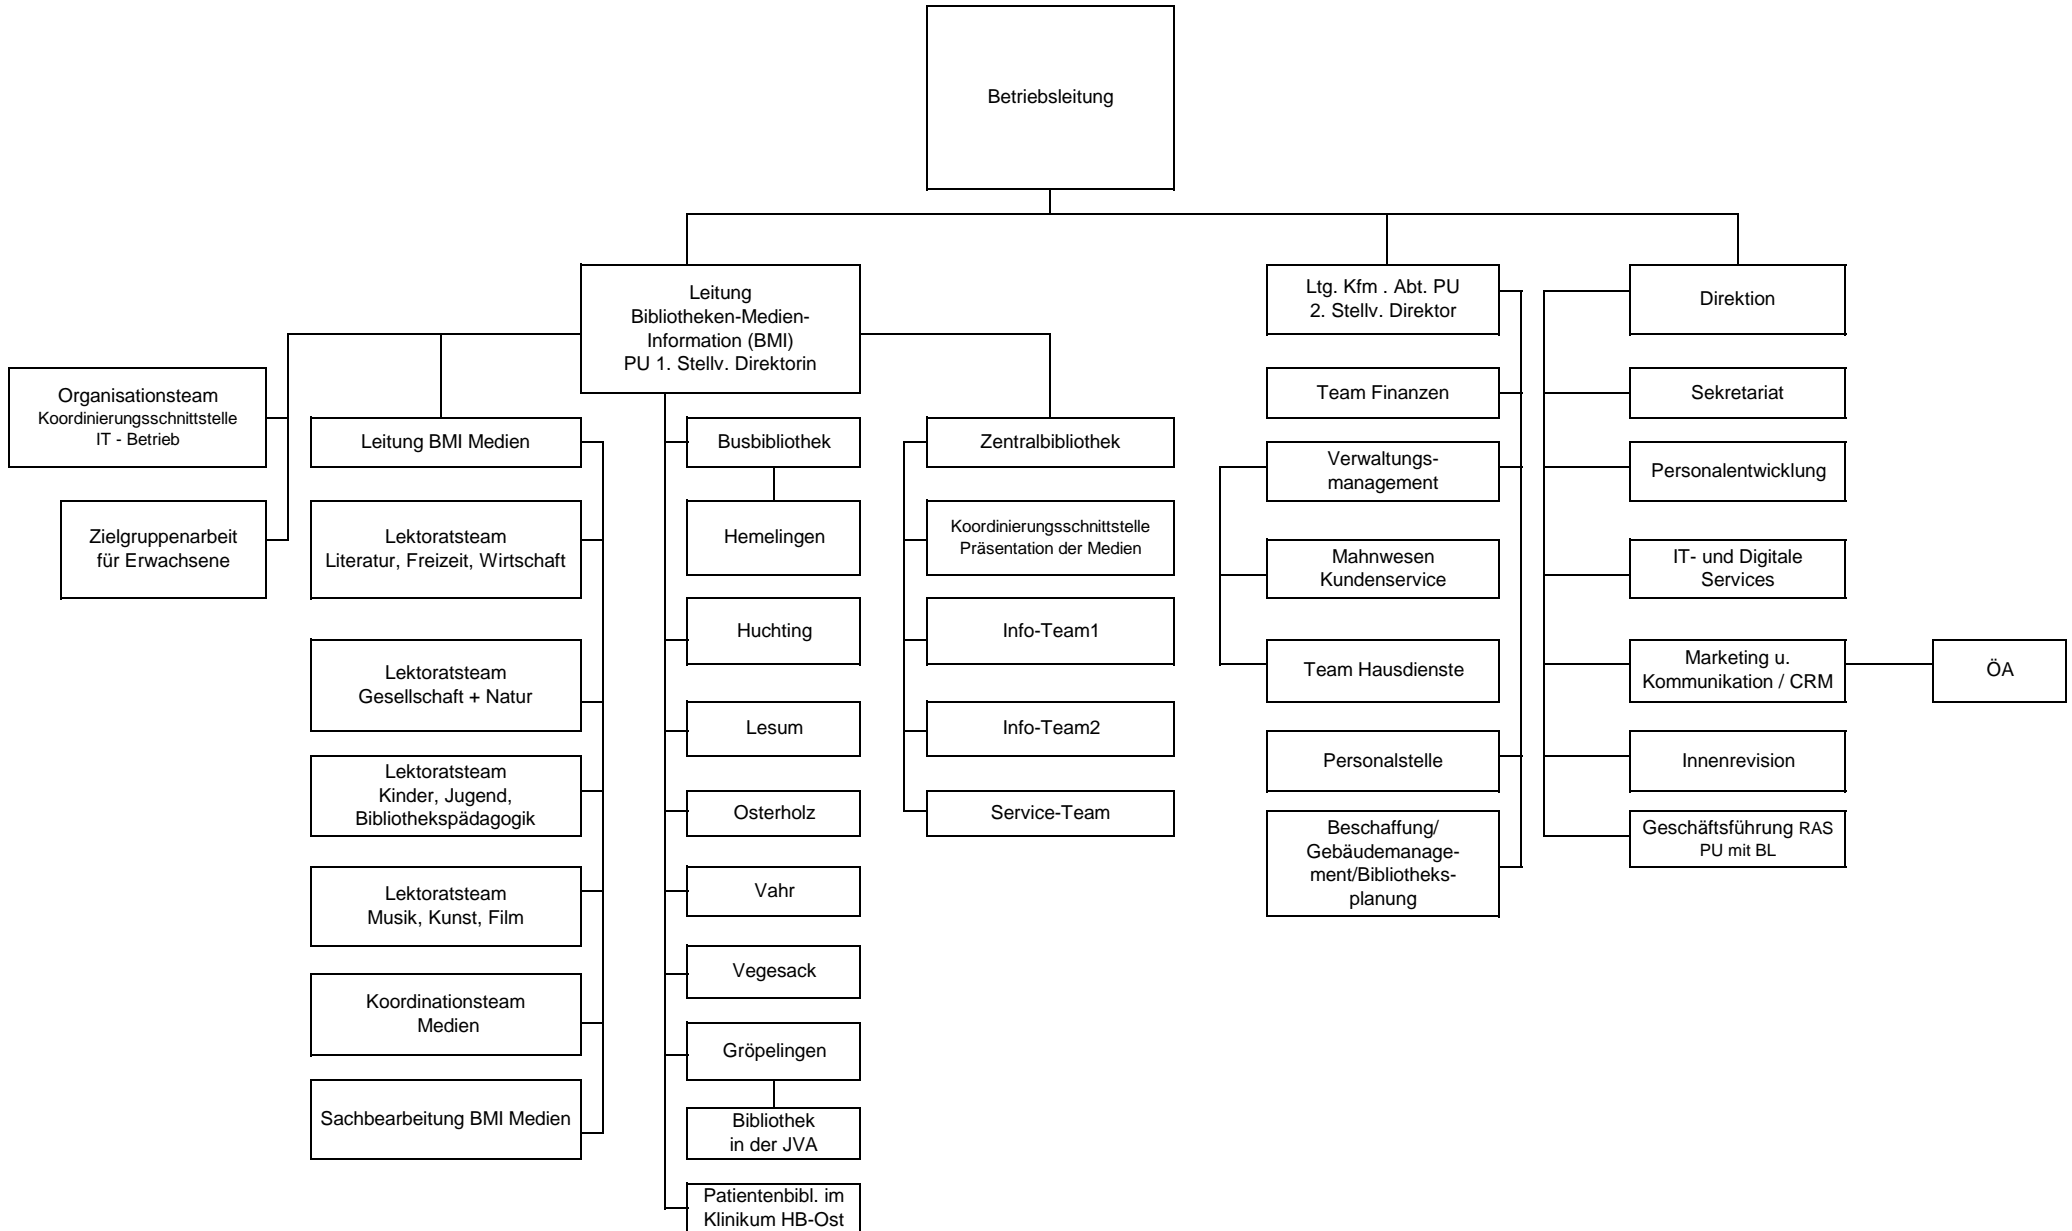 Betriebsleitung
Leitung
Bibliotheken-Medien-
Information (BMI)
PU 1. Stellv. Direktorin
Ltg. Kfm . Abt. PU
2. Stellv. Direktor
Direktion
Organisationsteam
Koordinierungsschnittstelle
IT - Betrieb
Zielgruppenarbeit
für Erwachsene
Leitung BMI Medien
Lektoratsteam
Literatur, Freizeit, Wirtschaft
Lektoratsteam
Gesellschaft + Natur
Lektoratsteam
Kinder, Jugend,
Bibliothekspädagogik
Lektoratsteam
Musik, Kunst, Film
Koordinationsteam
Medien
Sachbearbeitung BMI Medien
Busbibliothek
Hemelingen
Huchting
Lesum
Osterholz
Vahr
Vegesack
Gröpelingen
Bibliothek
in der JVA
Patientenbibl. im
Klinikum HB-Ost
Zentralbibliothek
Koordinierungsschnittstelle
Präsentation der Medien
Info-Team1
Info-Team2
Service-Team
Team Finanzen
Verwaltungs-
management
Mahnwesen
Kundenservice
Team Hausdienste
Personalstelle
Beschaffung/
Gebäudemanage-
ment/Bibliotheks-
planung
Sekretariat
Personalentwicklung
IT- und Digitale
Services
Marketing u.
Kommunikation / CRM
ÖA
Innenrevision
Geschäftsführung RAS
PU mit BL